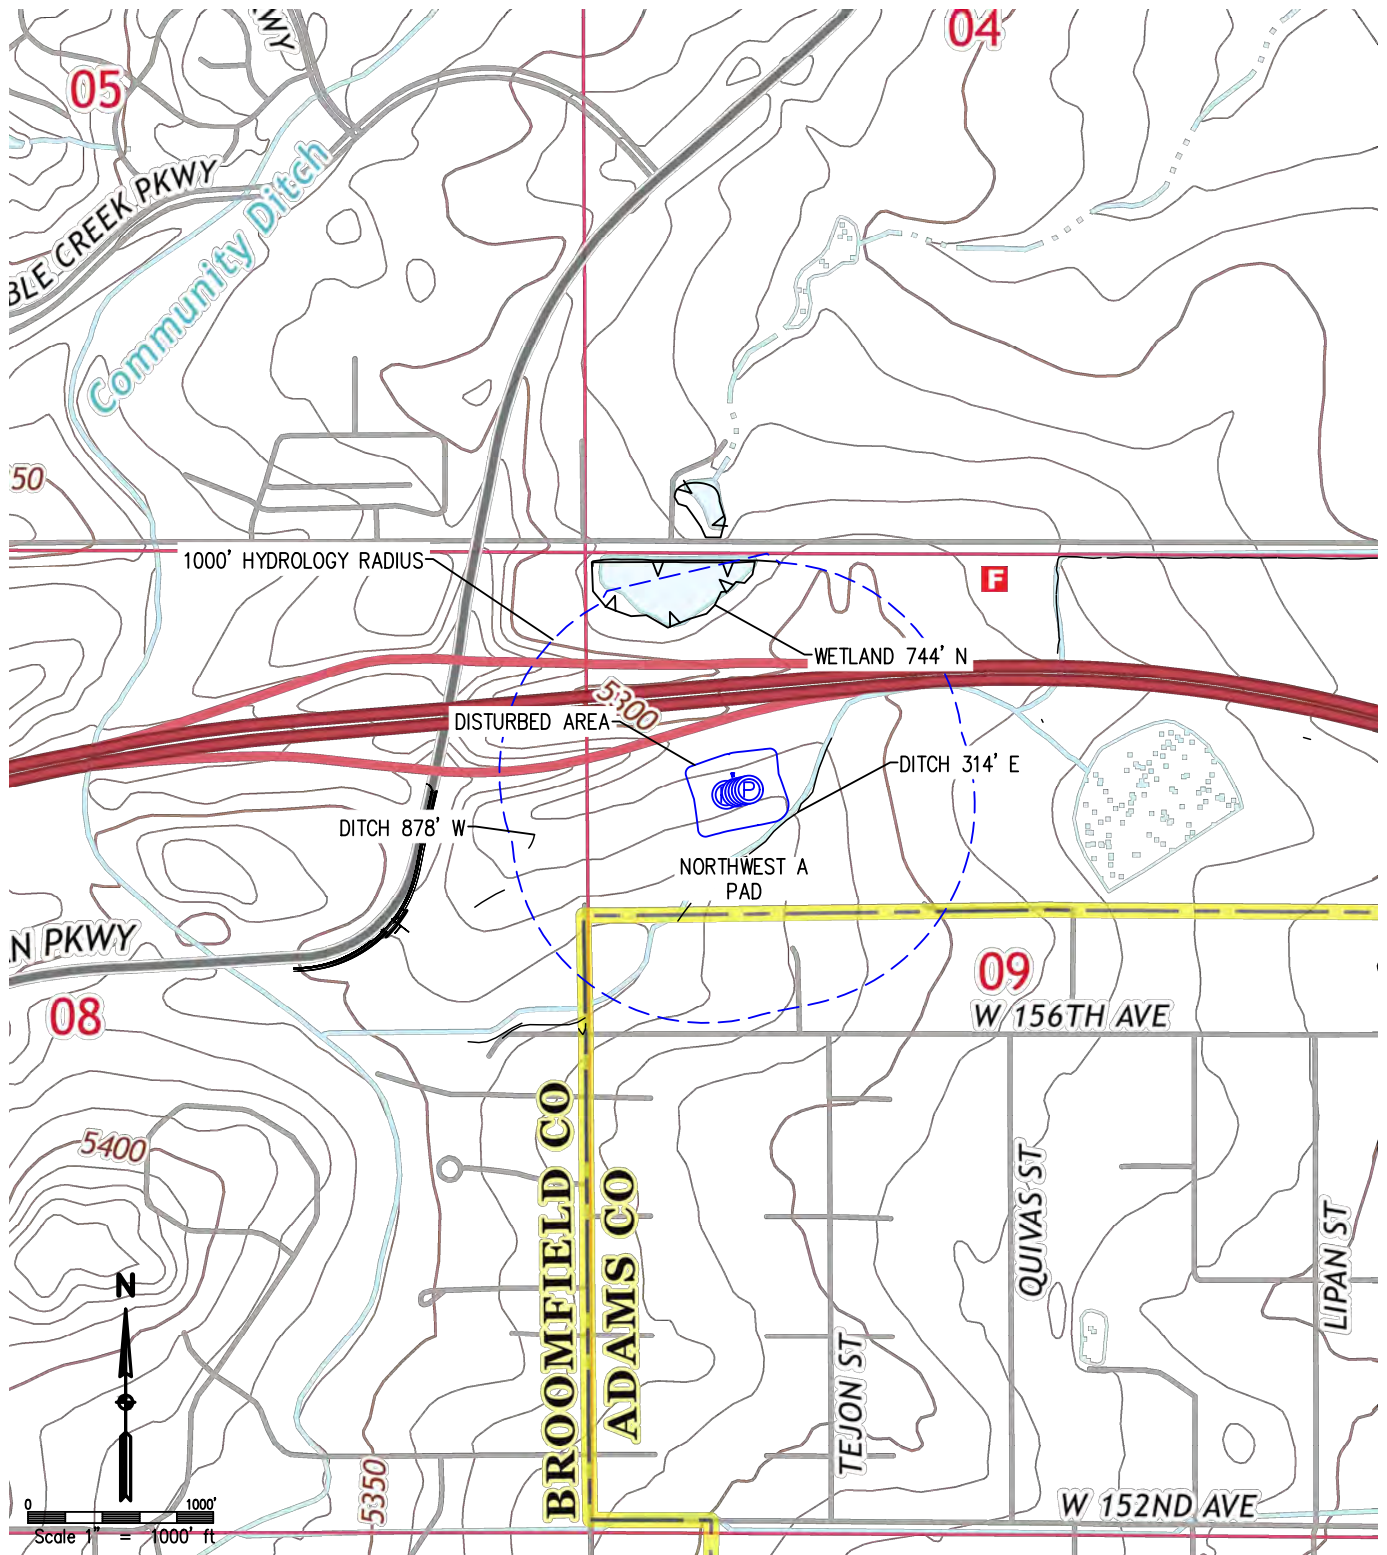 WY
04
05
BLE CREEK PKWY
Community Ditch
50
1000' HYDROLOGY RADIUS
F
WETLAND 744' N
5300
DISTURBED AREA
DITCH 314' E
P
DITCH 878' W
NORTHWEST A
PAD
N PKWY
09
08
W 156TH AVE
BROOMFIELD CO
ADAMS CO
5400
QUIVAS ST
LIPAN ST
N
TEJON ST
5350
W 152ND AVE
0 1000'
Scale 1" = 1000' ft